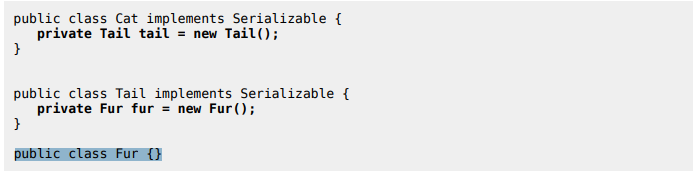 public class Cat implements Serializable {
private Tail tail = new Tail();
}
public class Tail implements Serializable {
private Fur fur = new Fur();
}
public class Fur {}